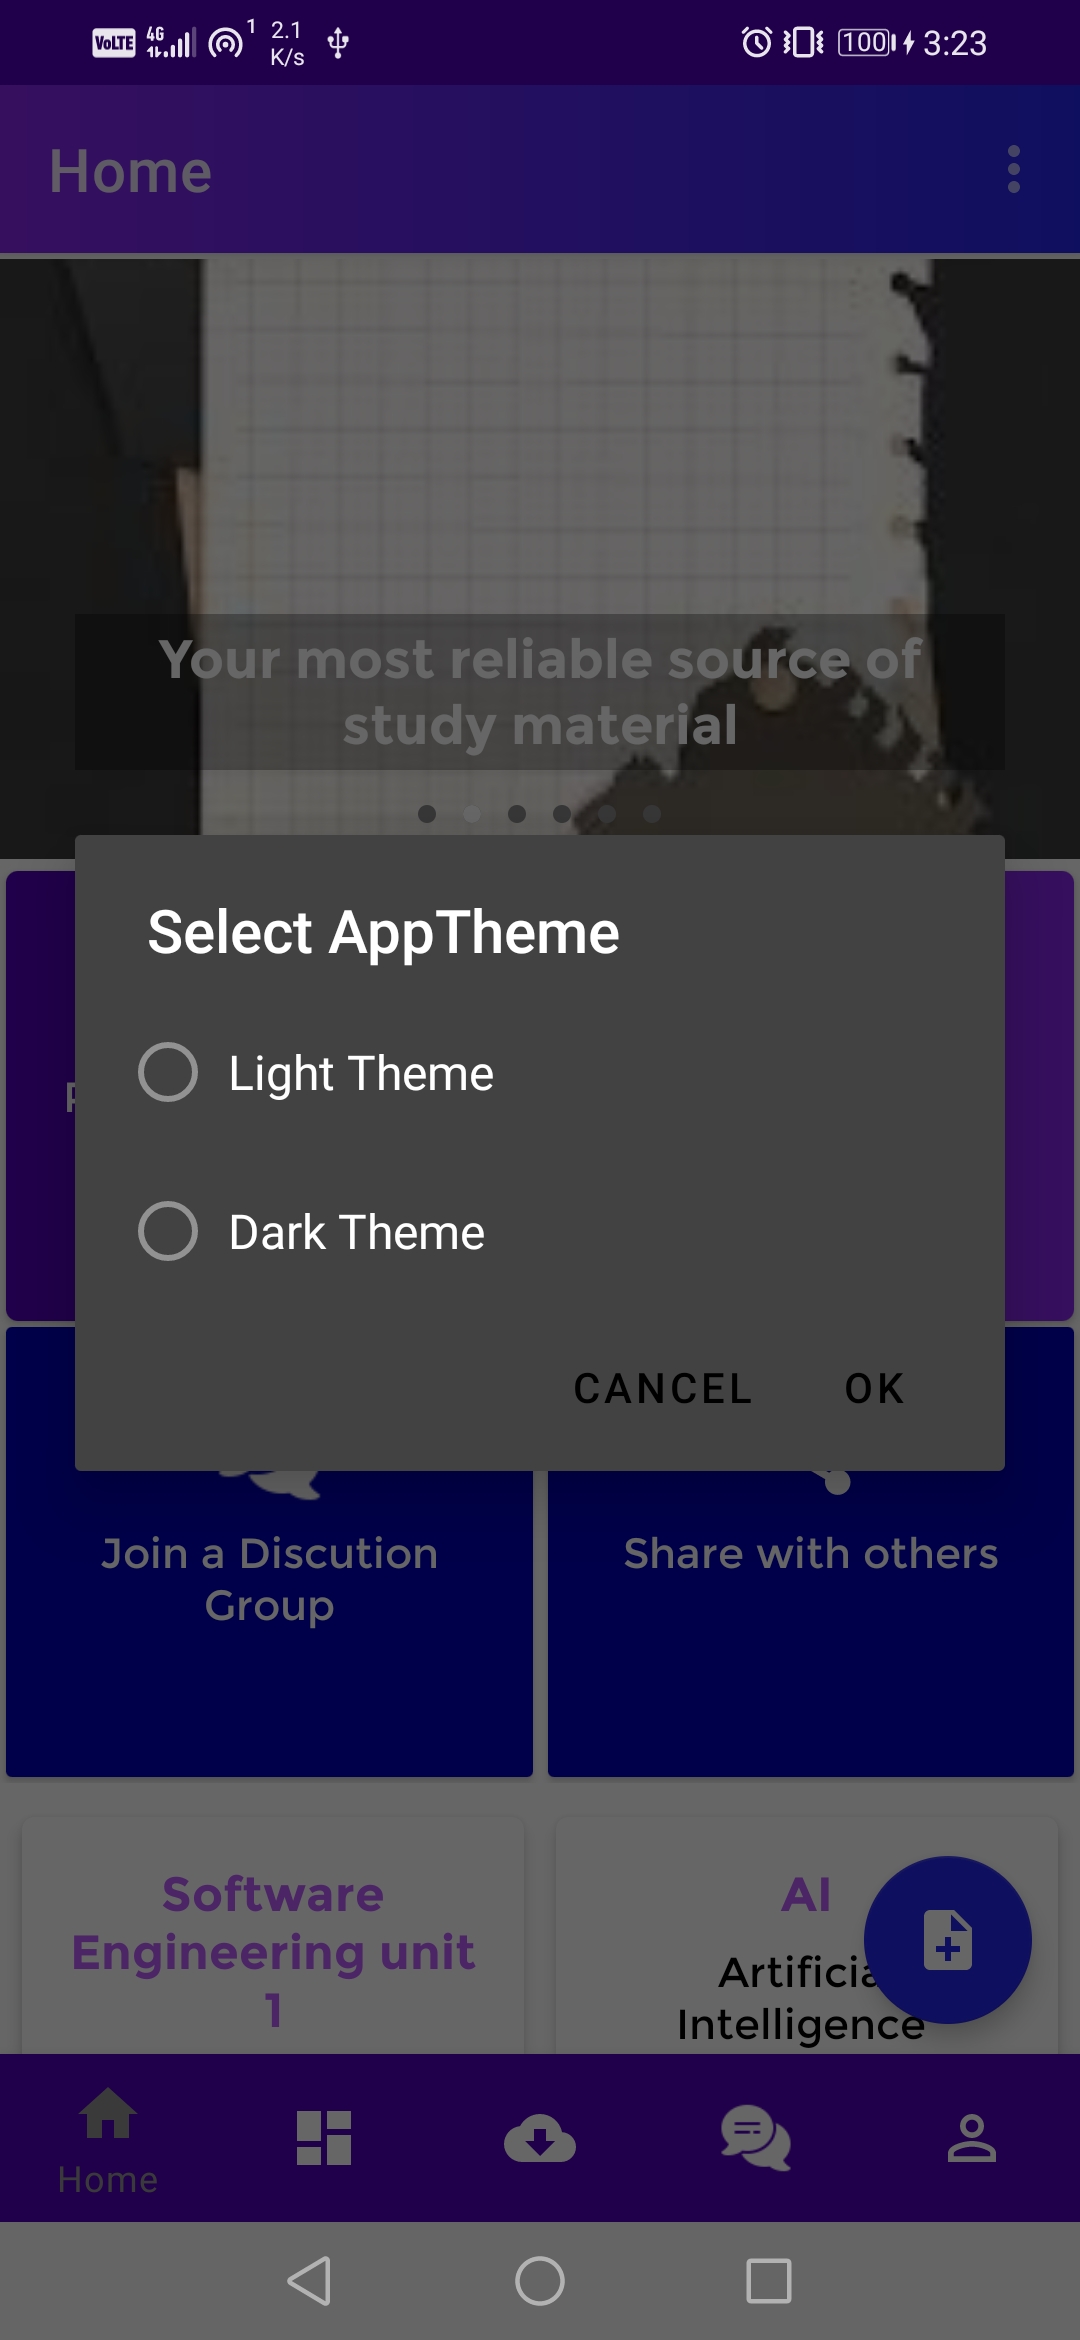 VoLTE 4G 1 2.1 K/s 100 3:23
Home
Your most reliable source of
study material
Select AppTheme
Light Theme
Dark Theme
CANCEL OK
Join a Discution
Group
Share with others
Software
Engineering unit
1
AI
Artificia
Intelligence
Home